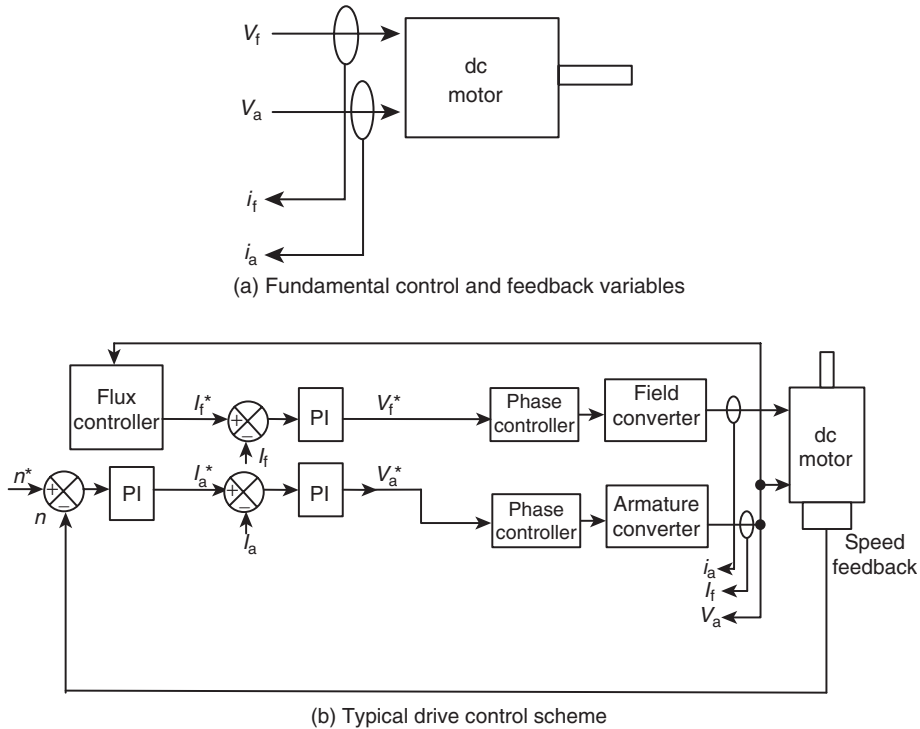 V_f
dc
motor
V_a
i_f
i_a
(a) Fundamental control and feedback variables
Flux
controller
I_f*
+
−
I_f
PI
V_f*
Phase
controller
Field
converter
dc
motor
n*
+
−
n
PI
I_a*
+
−
I_a
PI
V_a*
Phase
controller
Armature
converter
Speed
feedback
i_a
I_f
V_a
(b) Typical drive control scheme